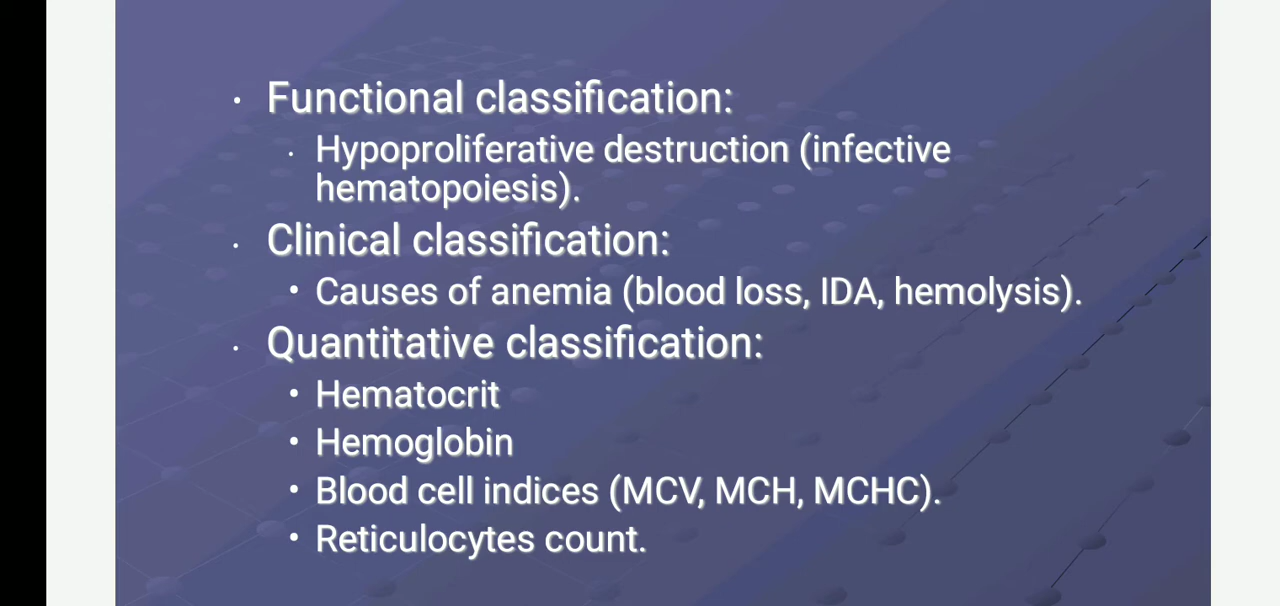 • Functional classification:
• Hypoproliferative destruction (infective
hematopoiesis).
• Clinical classification:
• Causes of anemia (blood loss, IDA, hemolysis).
• Quantitative classification:
• Hematocrit
• Hemoglobin
• Blood cell indices (MCV, MCH, MCHC).
• Reticulocytes count.